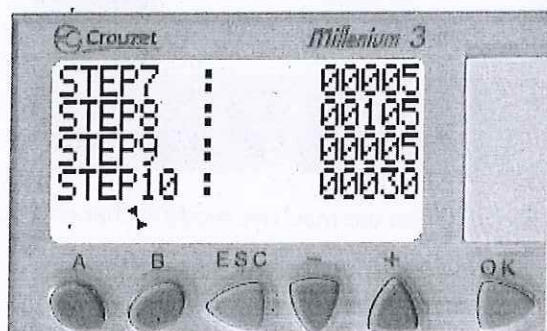 Crouzet Millenium 3
STEP7 : 00005
STEP8 : 00105
STEP9 : 00005
STEP10 : 00030
A B ESC - + OK